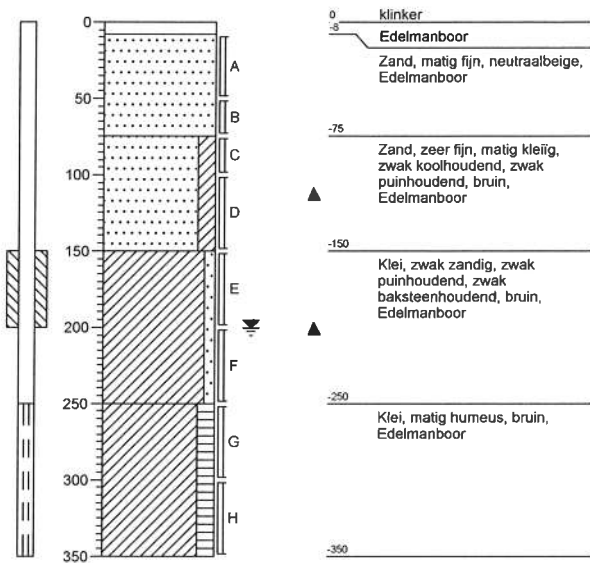 0
50
100
150
200
250
300
350
A
B
C
D
E
F
G
H
0 klinker
-8
Edelmanboor
Zand, matig fijn, neutraalbeige,
Edelmanboor
-75
Zand, zeer fijn, matig kleiïg,
zwak koolhoudend, zwak
puinhoudend, bruin,
Edelmanboor
-150
Klei, zwak zandig, zwak
puinhoudend, zwak
baksteenhoudend, bruin,
Edelmanboor
-250
Klei, matig humeus, bruin,
Edelmanboor
-350